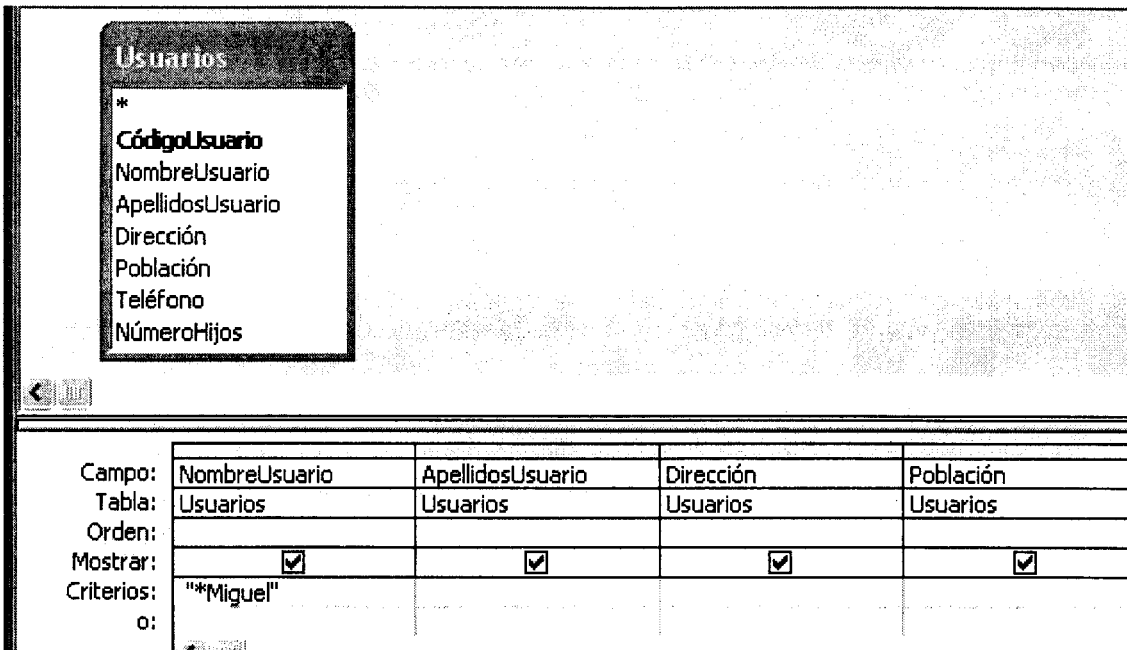 Usuarios
*
CódigoUsuario
NombreUsuario
ApellidosUsuario
Dirección
Población
Teléfono
NúmeroHijos
Campo: NombreUsuario ApellidosUsuario Dirección Población
Tabla: Usuarios Usuarios Usuarios Usuarios
Orden:
Mostrar:
Criterios: "*Miguel"
o: